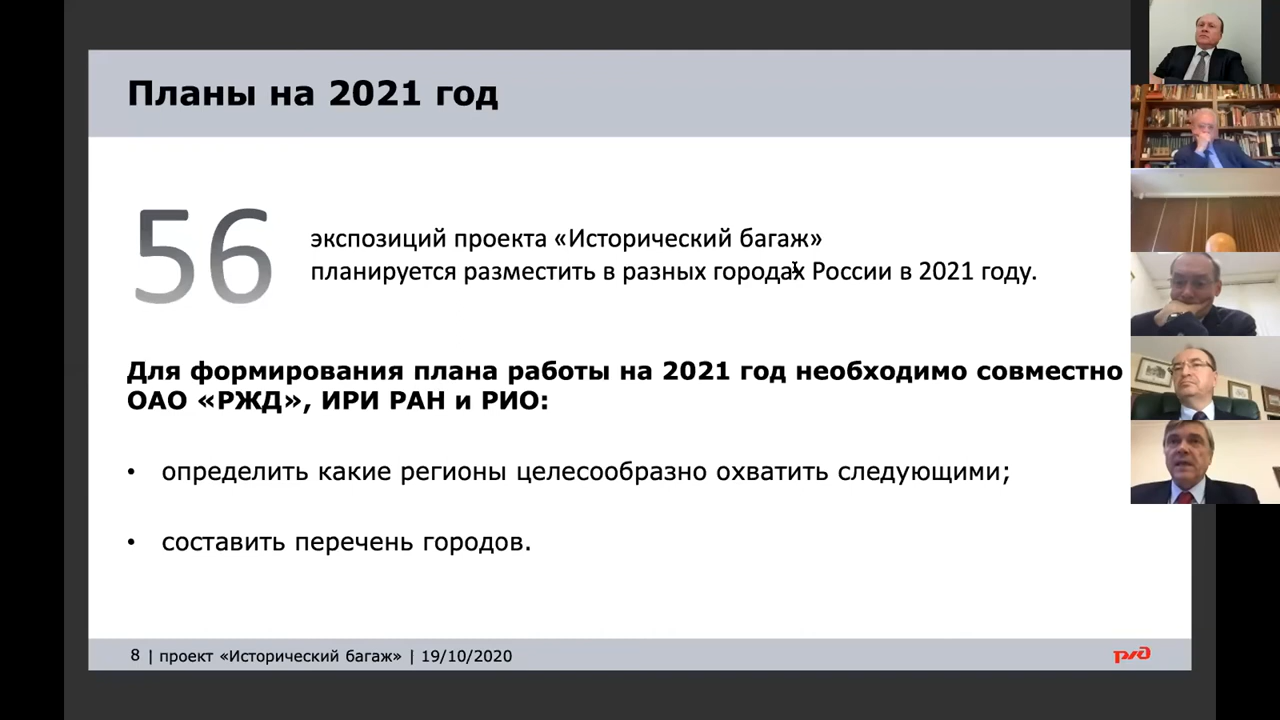 Планы на 2021 год
56
экспозиций проекта «Исторический багаж»
планируется разместить в разных городах России в 2021 году.
Для формирования плана работы на 2021 год необходимо совместно
ОАО «РЖД», ИРИ РАН и РИО:
• определить какие регионы целесообразно охватить следующими;
• составить перечень городов.
8 | проект «Исторический багаж» | 19/10/2020
ржд